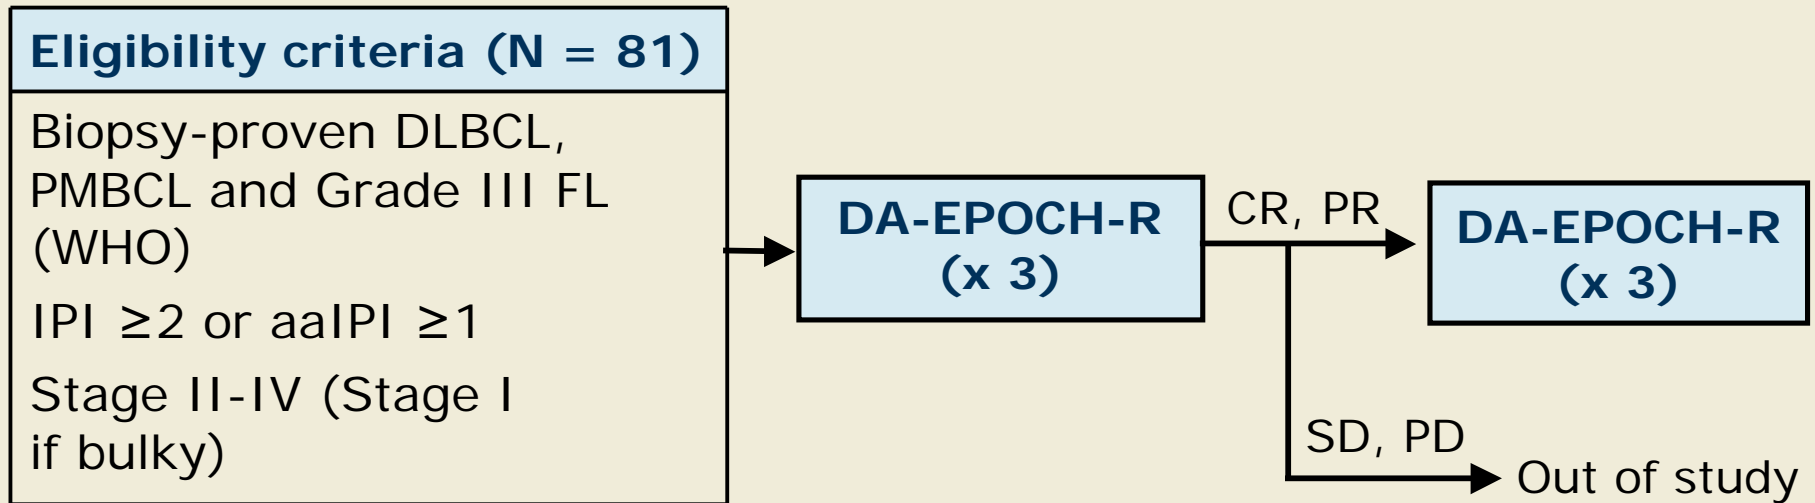 Eligibility criteria (N = 81)
Biopsy-proven DLBCL,
PMBCL and Grade III FL
(WHO)
IPI ≥2 or aaIPI ≥1
Stage II-IV (Stage I
if bulky)
DA-EPOCH-R
(x 3)
CR, PR
DA-EPOCH-R
(x 3)
SD, PD
Out of study